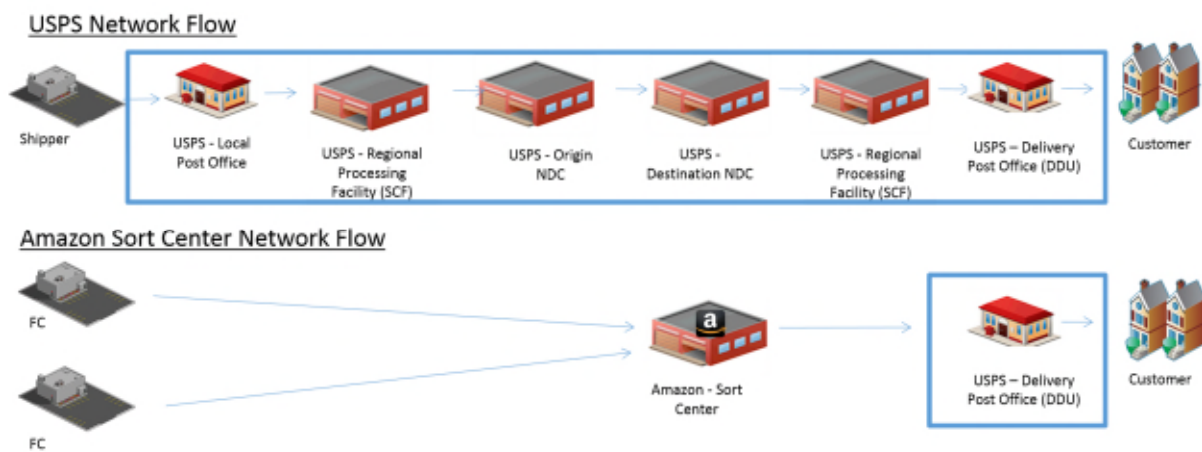 USPS Network Flow
Shipper
USPS - Local
Post Office
USPS - Regional
Processing
Facility (SCF)
USPS - Origin
NDC
USPS -
Destination NDC
USPS - Regional
Processing
Facility (SCF)
USPS – Delivery
Post Office (DDU)
Customer
Amazon Sort Center Network Flow
FC
FC
a
Amazon - Sort
Center
USPS – Delivery
Post Office (DDU)
Customer